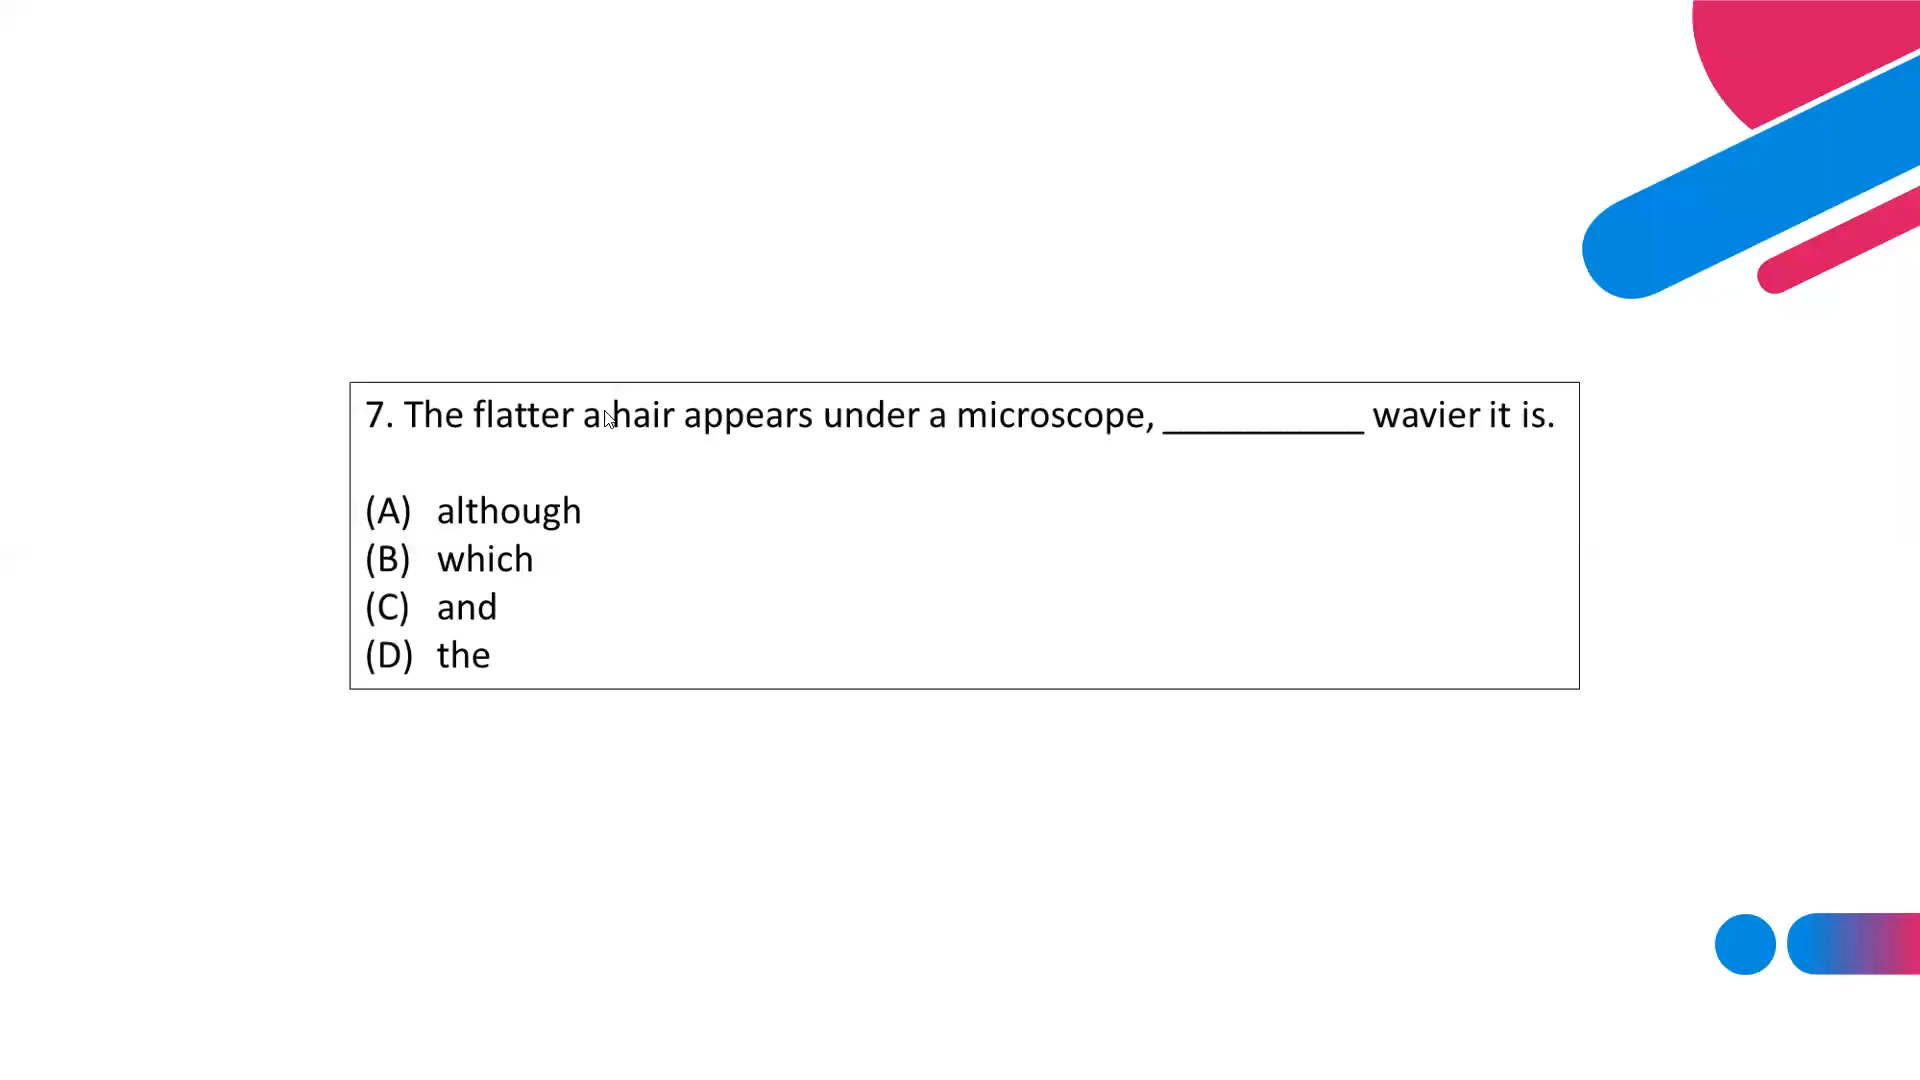 7. The flatter a hair appears under a microscope, ___________ wavier it is.
(A) although
(B) which
(C) and
(D) the